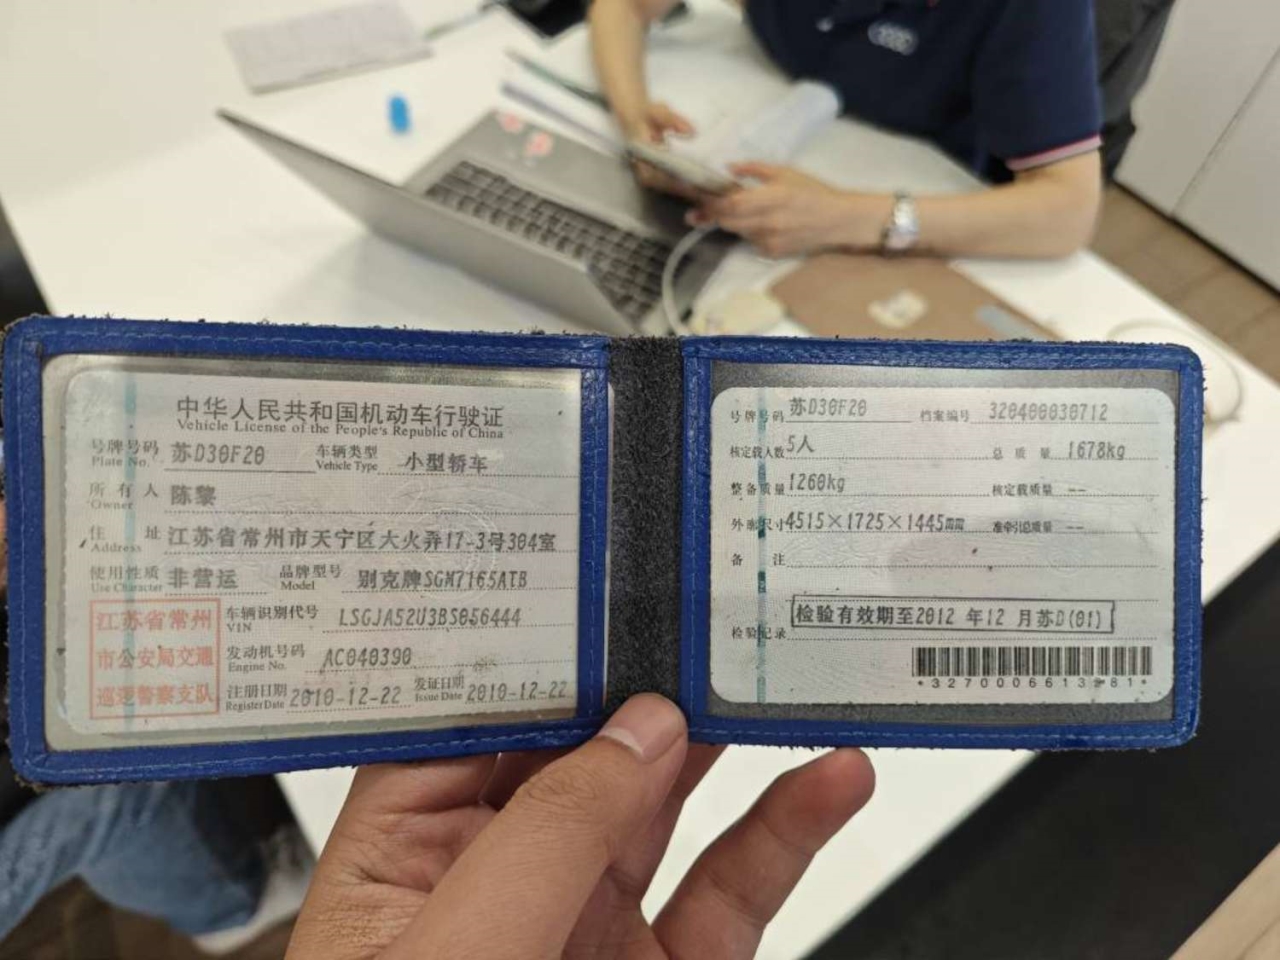 中华人民共和国机动车行驶证
Vehicle License of the People's Republic of China
号牌号码 苏D30F20 车辆类型 小型轿车
Plate No. Vehicle Type
所有人 陈黎
Owner
住址 江苏省常州市天宁区大火弄17-3号304室
Address
使用性质 非营运 品牌型号 别克牌SGM7165ATB
Use Character Model
江苏省常州
市公安局交通
巡逻警察支队
车辆识别代号 LSGJA52U3BS056444
VIN
发动机号码 AC040390
Engine No.
注册日期 2010-12-22 发证日期 2010-12-22
Register Date Issue Date
号牌号码 苏D30F20 档案编号 320400030712
核定载人数 5人 总质量 1678kg
整备质量 1260kg 核定载质量 --
外廓尺寸 4515×1725×1445mm 准牵引总质量 --
备注
检验有效期至2012年12月苏D(01)
检验记录